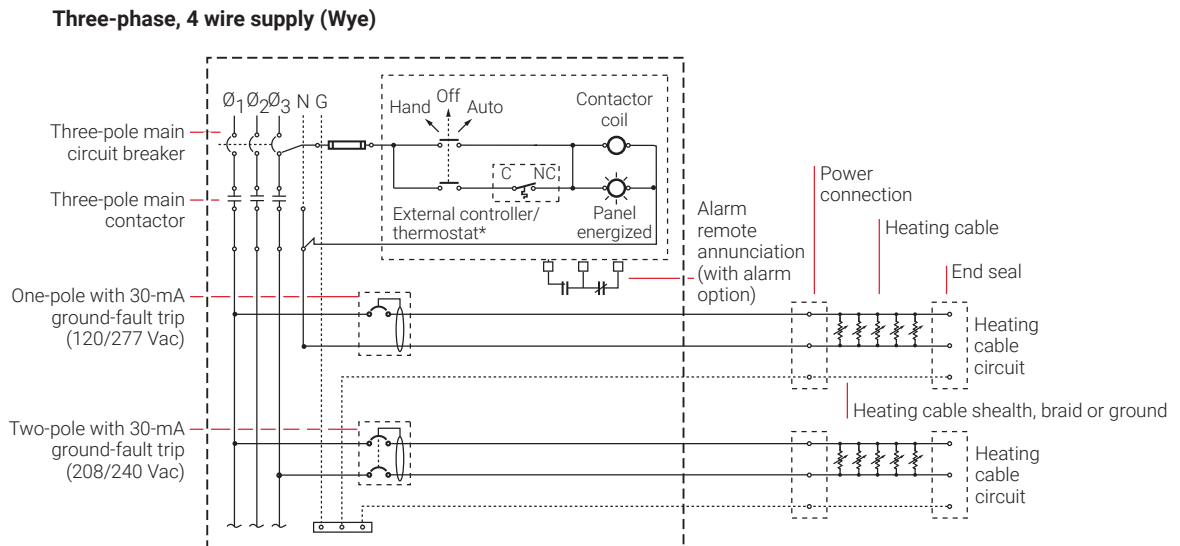 Three-phase, 4 wire supply (Wye)
Ø1 Ø2 Ø3 N G
Hand
Off
Auto
Contactor
coil
Three-pole main
circuit breaker
C NC
Three-pole main
contactor
External controller/
thermostat*
Panel
energized
Alarm
remote
annunciation
(with alarm
option)
Power
connection
Heating cable
End seal
One-pole with 30-mA
ground-fault trip
(120/277 Vac)
Heating
cable
circuit
Heating cable shealth, braid or ground
Two-pole with 30-mA
ground-fault trip
(208/240 Vac)
Heating
cable
circuit